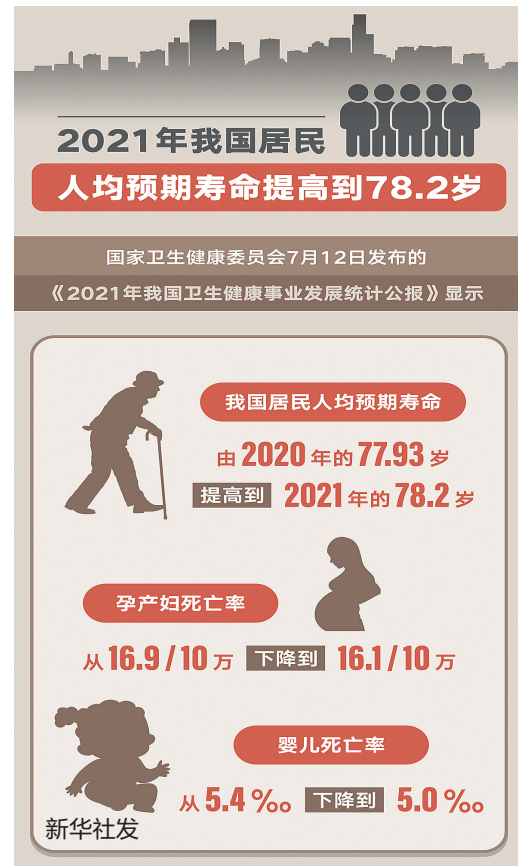 2021年我国居民
人均预期寿命提高到78.2岁
国家卫生健康委员会7月12日发布的
《2021年我国卫生健康事业发展统计公报》显示
我国居民人均预期寿命
由2020年的77.93岁
提高到 2021年的78.2岁
孕产妇死亡率
从16.9/10万 下降到 16.1/10万
婴儿死亡率
从5.4‰ 下降到 5.0‰
新华社发